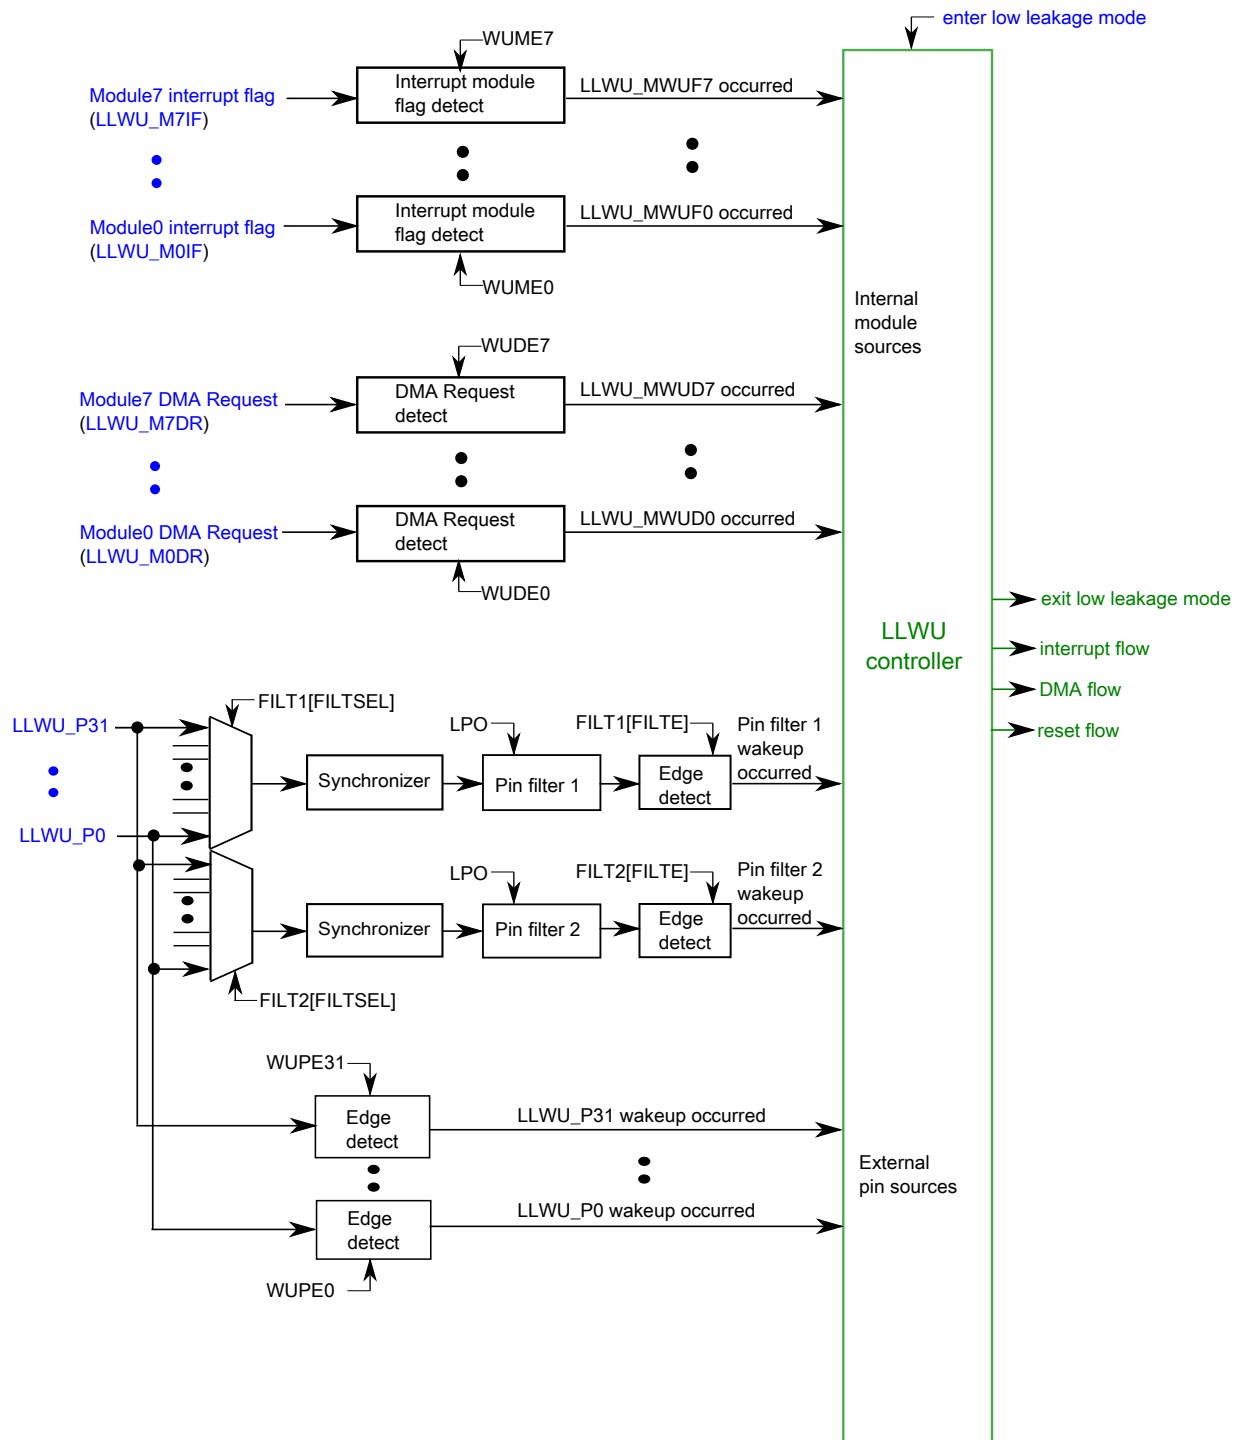 enter low leakage mode
WUME7
Module7 interrupt flag
(LLWU_M7IF)
Interrupt module
flag detect
LLWU_MWUF7 occurred
Module0 interrupt flag
(LLWU_M0IF)
Interrupt module
flag detect
LLWU_MWUF0 occurred
WUME0
Internal
module
sources
WUDE7
Module7 DMA Request
(LLWU_M7DR)
DMA Request
detect
LLWU_MWUD7 occurred
Module0 DMA Request
(LLWU_M0DR)
DMA Request
detect
LLWU_MWUD0 occurred
WUDE0
LLWU
controller
exit low leakage mode
interrupt flow
DMA flow
reset flow
LLWU_P31
FILT1[FILTSEL]
Synchronizer
LPO
Pin filter 1
FILT1[FILTE]
Edge
detect
Pin filter 1
wakeup
occurred
LLWU_P0
FILT2[FILTSEL]
Synchronizer
LPO
Pin filter 2
FILT2[FILTE]
Edge
detect
Pin filter 2
wakeup
occurred
WUPE31
Edge
detect
LLWU_P31 wakeup occurred
External
pin sources
Edge
detect
LLWU_P0 wakeup occurred
WUPE0